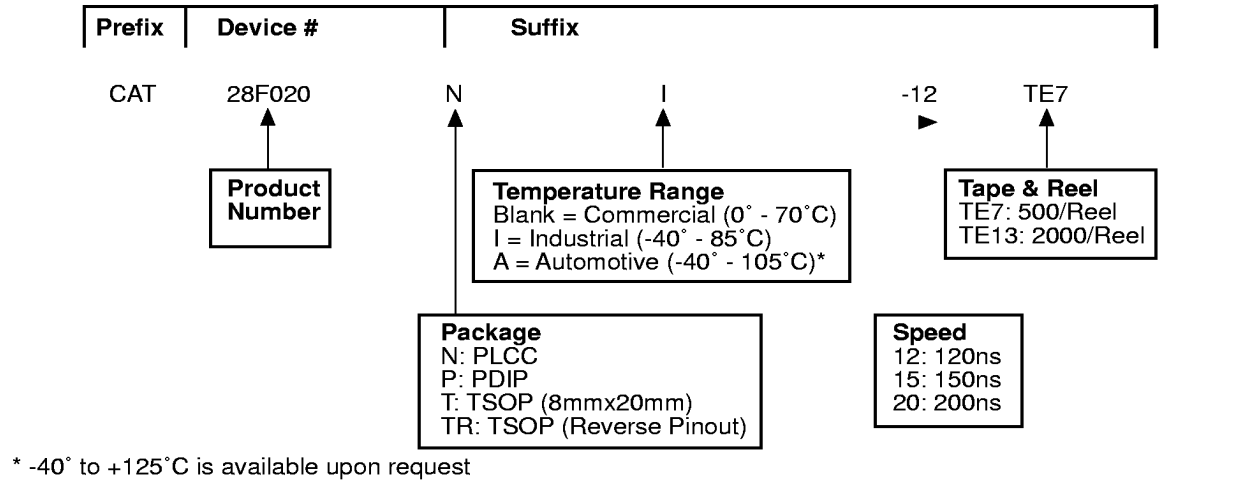 Prefix Device # Suffix
CAT 28F020 N I -12 TE7
Product
Number
Temperature Range
Blank = Commercial (0˚ - 70˚C)
I = Industrial (-40˚ - 85˚C)
A = Automotive (-40˚ - 105˚C)*
Tape & Reel
TE7: 500/Reel
TE13: 2000/Reel
Package
N: PLCC
P: PDIP
T: TSOP (8mmx20mm)
TR: TSOP (Reverse Pinout)
Speed
12: 120ns
15: 150ns
20: 200ns
* -40˚ to +125˚C is available upon request